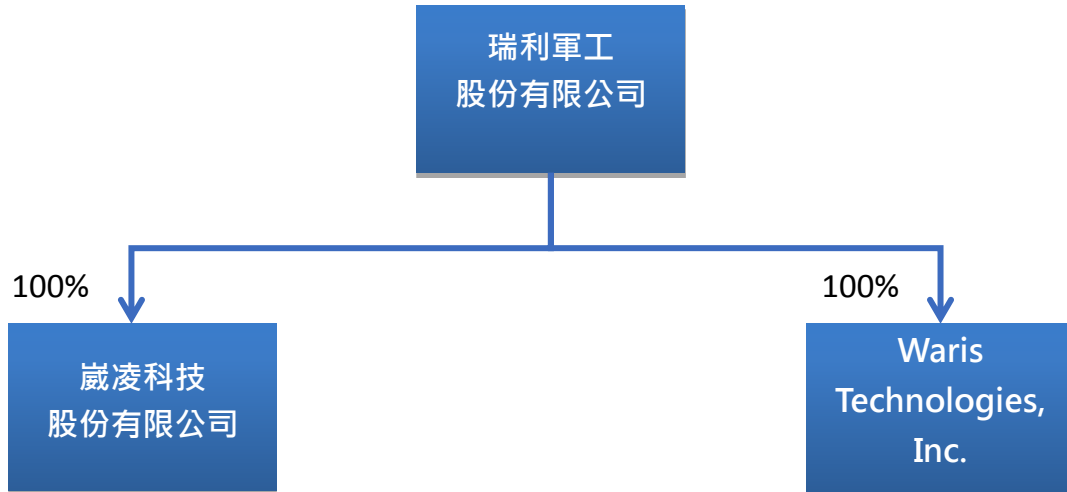 瑞利軍工
股份有限公司
100%
100%
崴凌科技
股份有限公司
Waris
Technologies,
Inc.